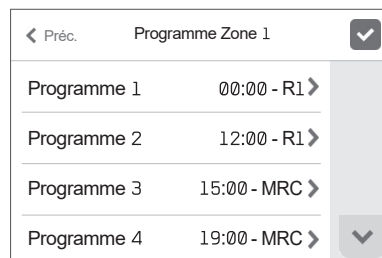 Préc. Programme Zone 1
Programme 1 00:00 - R1
Programme 2 12:00 - R1
Programme 3 15:00 - MRC
Programme 4 19:00 - MRC